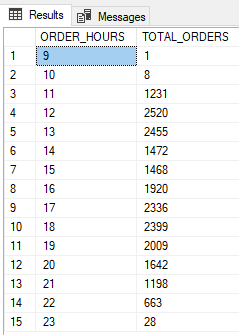 Results Messages
ORDER_HOURS TOTAL_ORDERS
1 9 1
2 10 8
3 11 1231
4 12 2520
5 13 2455
6 14 1472
7 15 1468
8 16 1920
9 17 2336
10 18 2399
11 19 2009
12 20 1642
13 21 1198
14 22 663
15 23 28